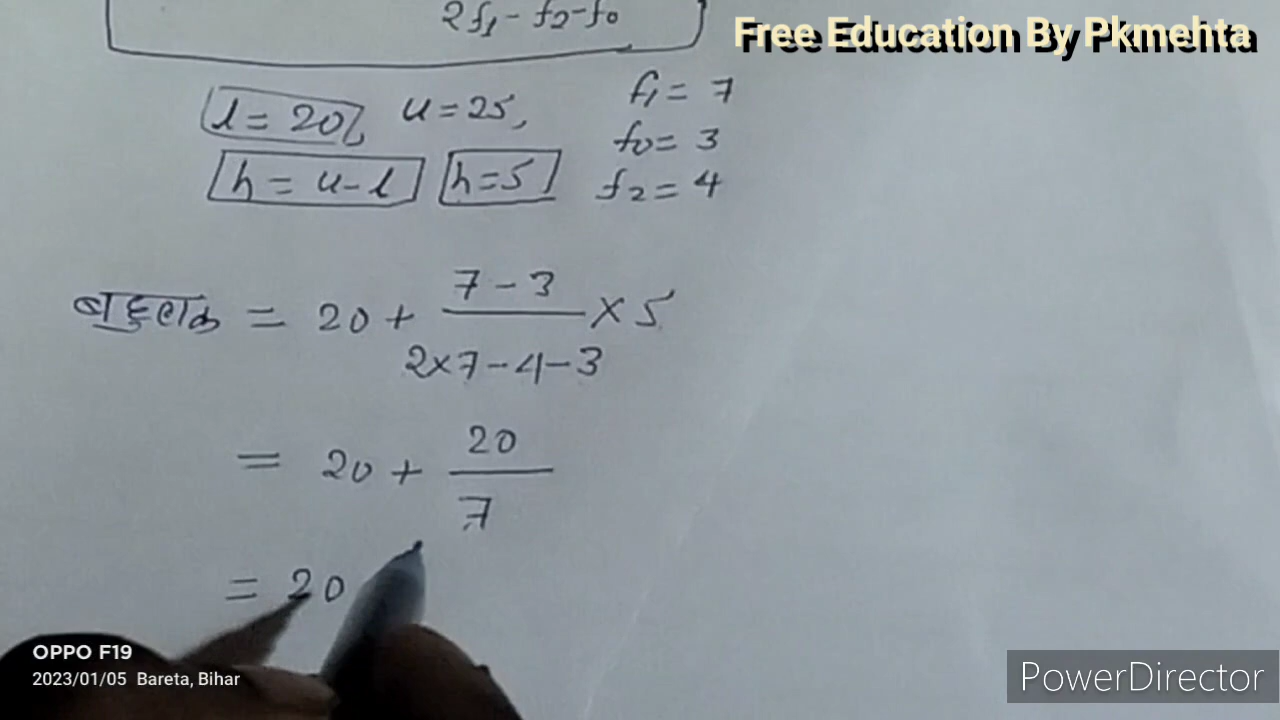 2f₁ - f₂ - f₀
Free Education By Pkmehta
l = 20, u = 25, f₁ = 7
f₀ = 3
h = u - l h = 5 f₂ = 4
7 - 3
बहुलक = 20 + ――― × 5
2×7-4-3
20
= 20 + ―――
7
= 20
OPPO F19
2023/01/05 Bareta, Bihar
PowerDirector